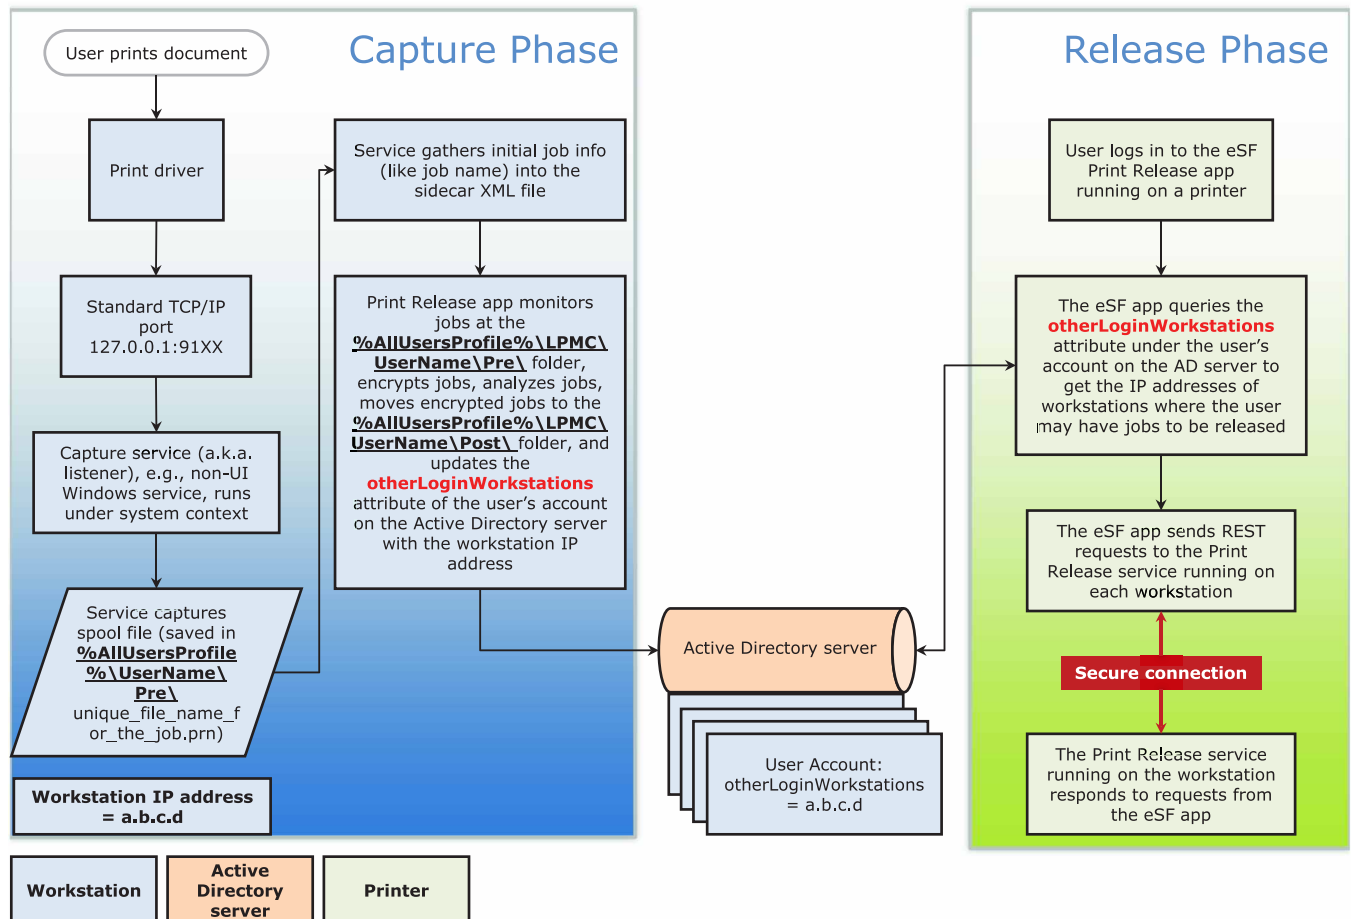 Capture Phase
User prints document
Print driver
Standard TCP/IP
port
127.0.0.1:91XX
Capture service (a.k.a.
listener), e.g., non-UI
Windows service, runs
under system context
Service captures
spool file (saved in
%AllUsersProfile
%\UserName\
Pre\
unique_file_name_f
or_the_job.prn)
Workstation IP address
= a.b.c.d
Service gathers initial job info
(like job name) into the
sidecar XML file
Print Release app monitors
jobs at the
%AllUsersProfile%\LPMC\
UserName\Pre\ folder,
encrypts jobs, analyzes jobs,
moves encrypted jobs to the
%AllUsersProfile%\LPMC\
UserName\Post\ folder, and
updates the
otherLoginWorkstations
attribute of the user’s account
on the Active Directory server
with the workstation IP
address
Active Directory server
User Account:
otherLoginWorkstations
= a.b.c.d
Release Phase
User logs in to the eSF
Print Release app
running on a printer
The eSF app queries the
otherLoginWorkstations
attribute under the user’s
account on the AD server to
get the IP addresses of
workstations where the user
may have jobs to be released
The eSF app sends REST
requests to the Print
Release service running on
each workstation
Secure connection
The Print Release service
running on the workstation
responds to requests from
the eSF app
Workstation
Active
Directory
server
Printer